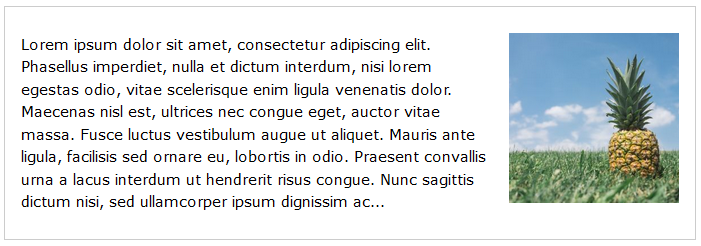 Lorem ipsum dolor sit amet, consectetur adipiscing elit.
Phasellus imperdiet, nulla et dictum interdum, nisi lorem
egestas odio, vitae scelerisque enim ligula venenatis dolor.
Maecenas nisl est, ultrices nec congue eget, auctor vitae
massa. Fusce luctus vestibulum augue ut aliquet. Mauris ante
ligula, facilisis sed ornare eu, lobortis in odio. Praesent convallis
urna a lacus interdum ut hendrerit risus congue. Nunc sagittis
dictum nisi, sed ullamcorper ipsum dignissim ac...